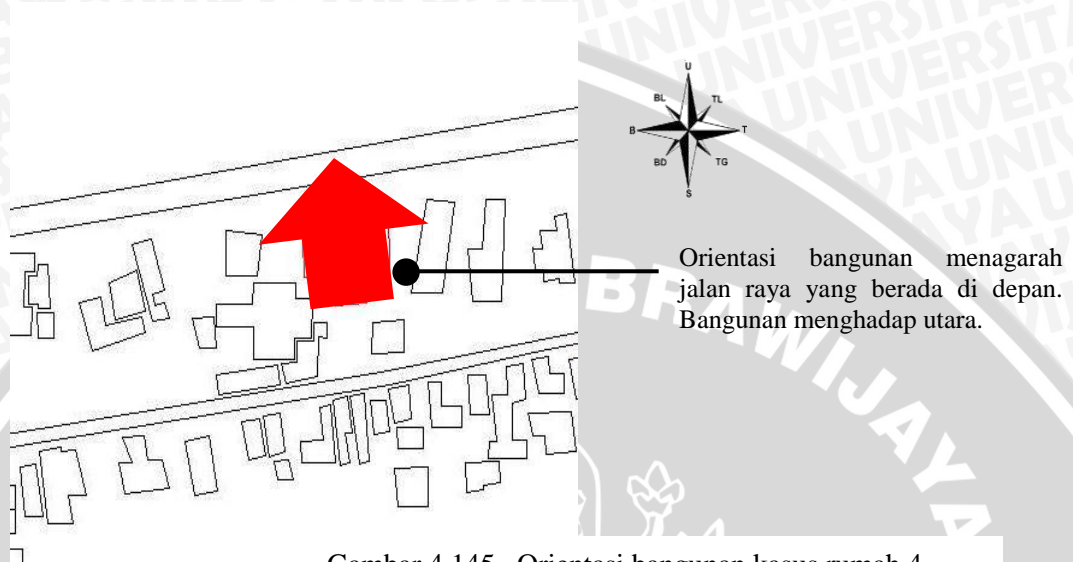 U
BL TL
B T
BD TG
S
Orientasi bangunan menagarah
jalan raya yang berada di depan.
Bangunan menghadap utara.
BRAWIJAYA
Gambar 4.145 Orientasi bangunan kasus rumah 4